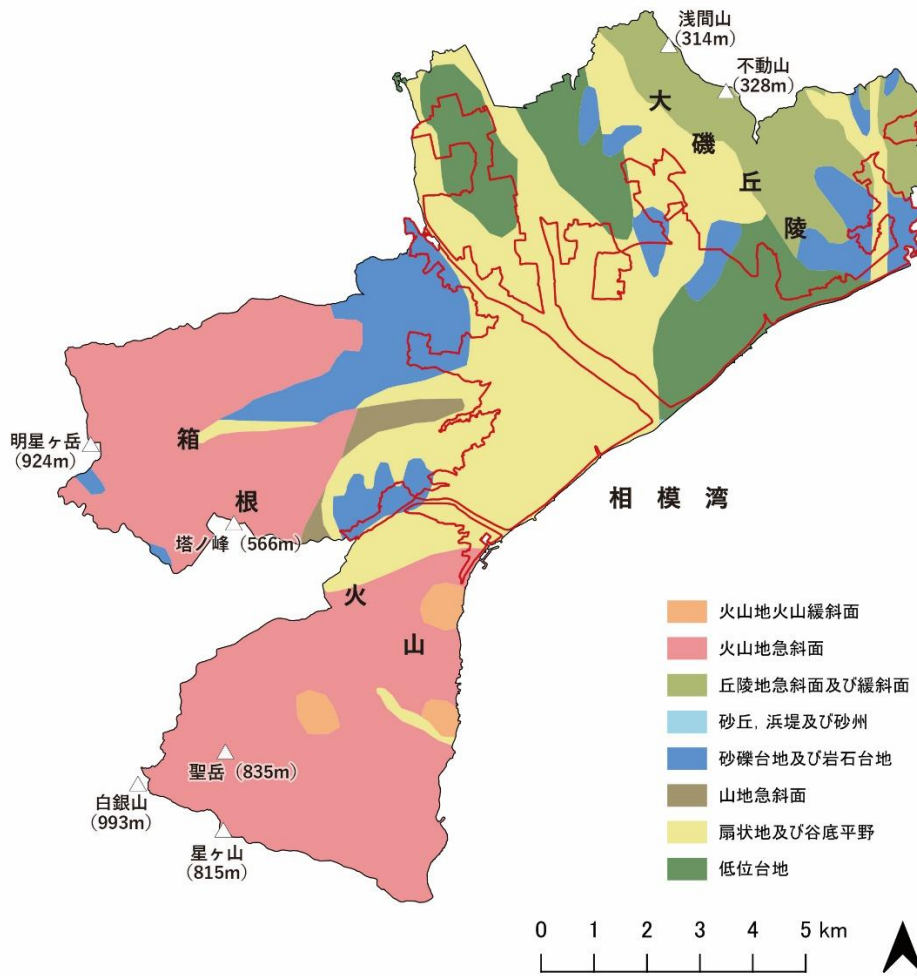 浅間山
（314m）
不動山
（328m）
大
磯
丘
陵
明星ヶ岳
（924m）
箱
根
塔ノ峰（566m）
相 模 湾
火
山
聖岳（835m）
白銀山
（993m）
星ヶ山
（815m）
火山地火山緩斜面
火山地急斜面
丘陵地急斜面及び緩斜面
砂丘，浜堤及び砂州
砂礫台地及び岩石台地
山地急斜面
扇状地及び谷底平野
低位台地
0 1 2 3 4 5 km